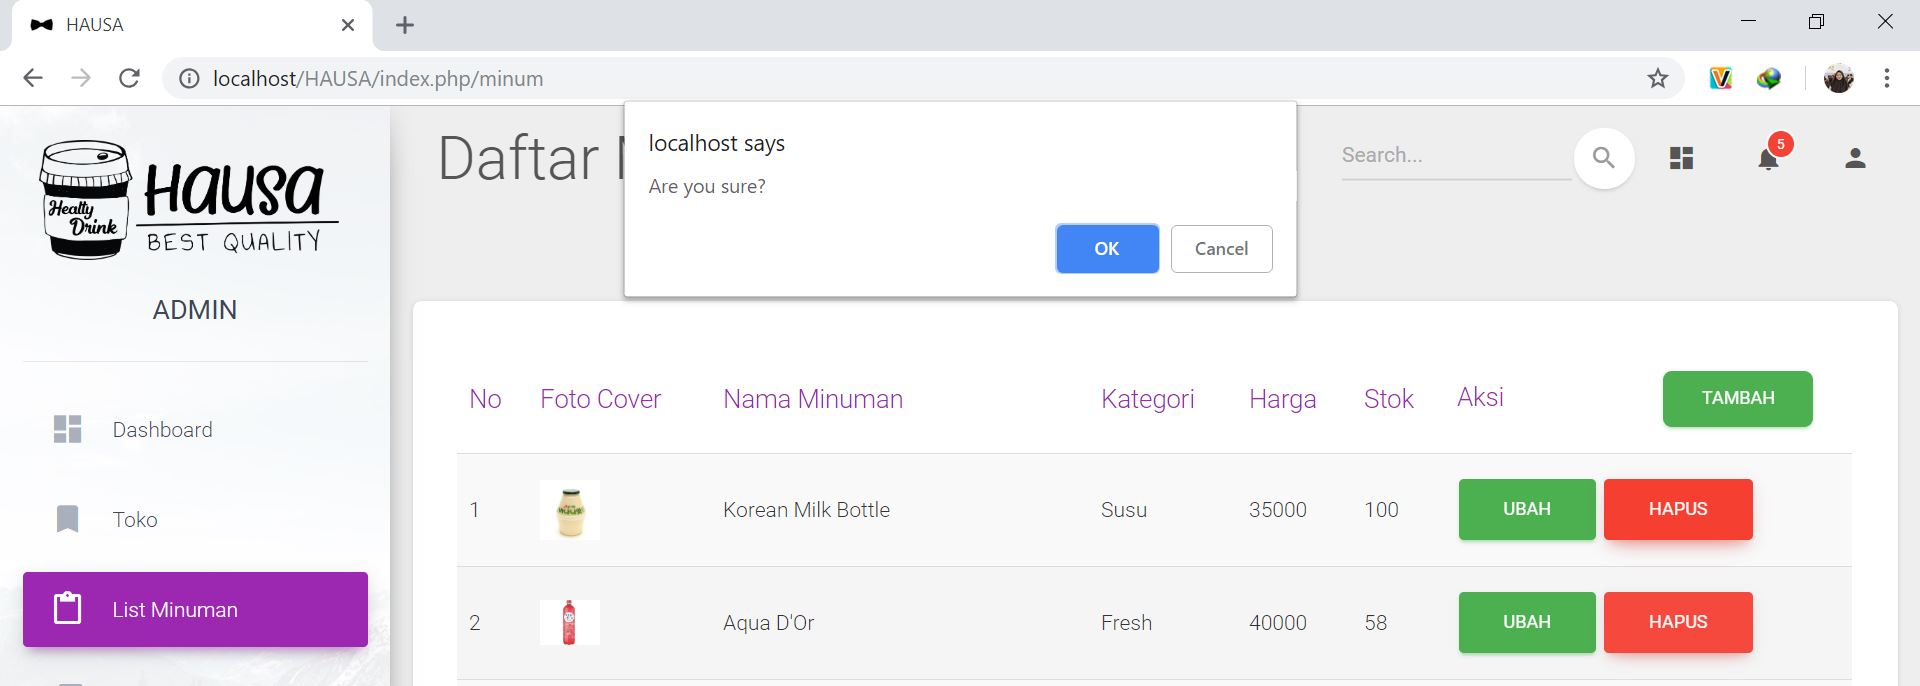 HAUSA
localhost/HAUSA/index.php/minum
Healty
Drink
Hausa
BEST QUALITY
ADMIN
Dashboard
Toko
List Minuman
Daftar
localhost says
Are you sure?
OK
Cancel
Search...
5
No
Foto Cover
Nama Minuman
Kategori
Harga
Stok
Aksi
TAMBAH
1
Korean Milk Bottle
Susu
35000
100
UBAH
HAPUS
2
Aqua D'Or
Fresh
40000
58
UBAH
HAPUS